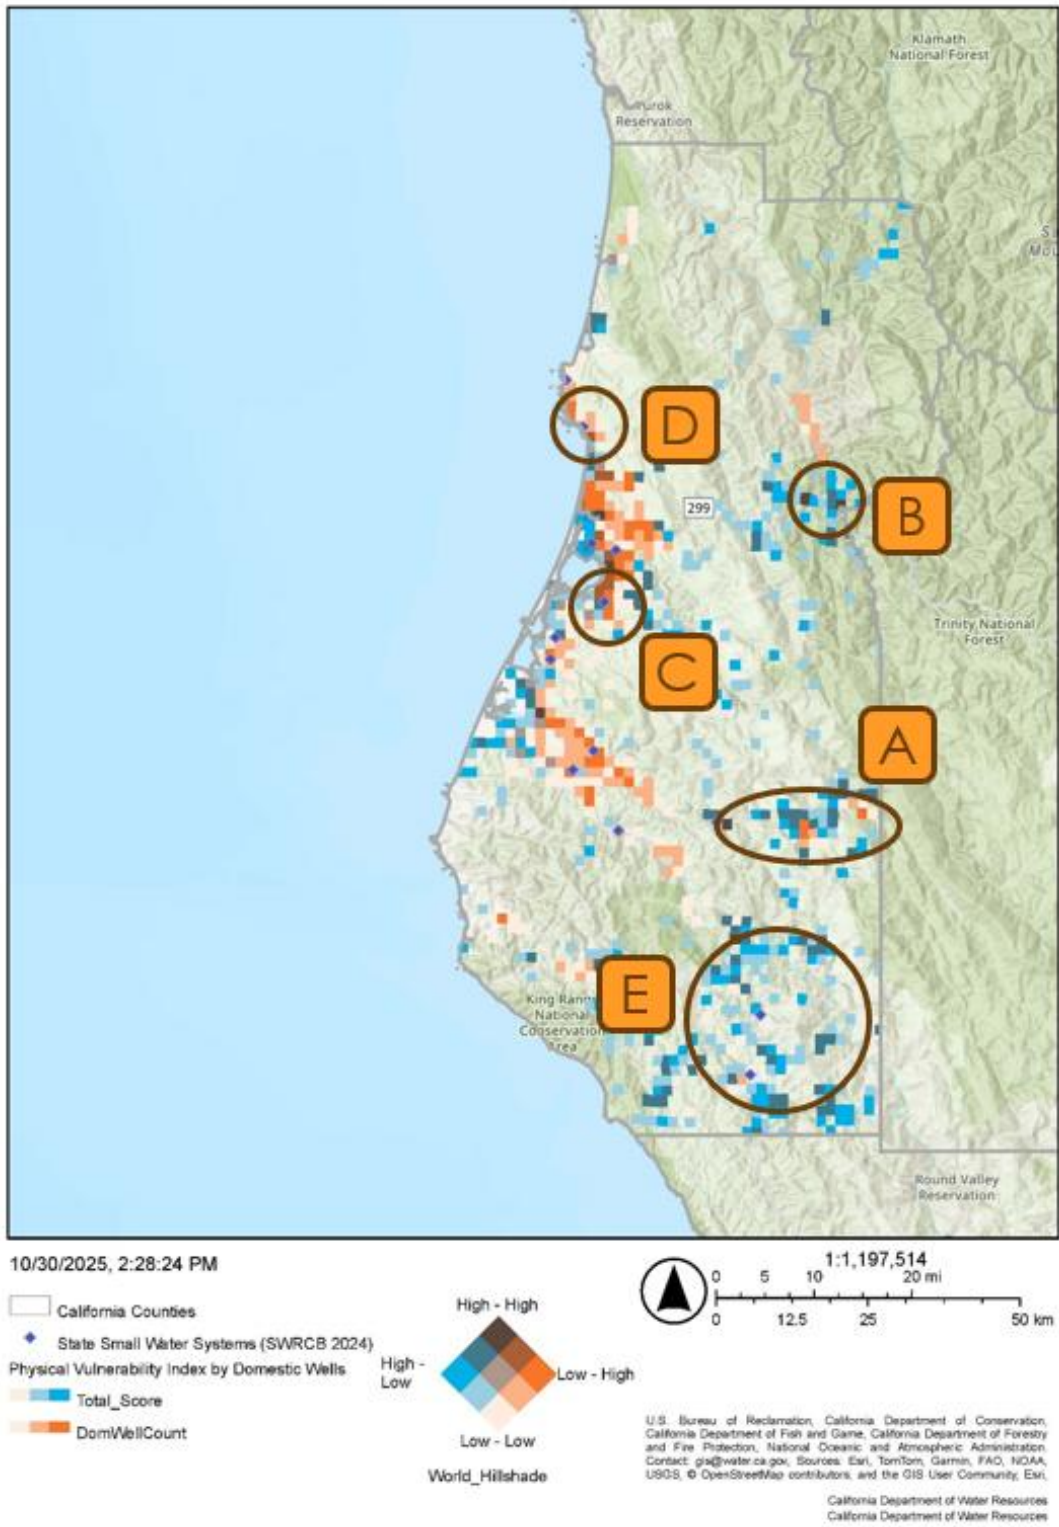 Klamath
National Forest
Yurok
Reservation
S
Mou
D
299
B
Trinity National
Forest
C
A
E
King Range
National
Conservation
Area
Round Valley
Reservation
10/30/2025, 2:28:24 PM
California Counties
State Small Water Systems (SWRCB 2024)
Physical Vulnerability Index by Domestic Wells
Total_Score
DomWellCount
High - High
High -
Low
Low - High
Low - Low
World_Hillshade
1:1,197,514
0 5 10 20 mi
0 12.5 25 50 km
U.S. Bureau of Reclamation, California Department of Conservation,
California Department of Fish and Game, California Department of Forestry
and Fire Protection, National Oceanic and Atmospheric Administration.
Contact: gis@water.ca.gov, Sources: Esri, TomTom, Garmin, FAO, NOAA,
USGS, © OpenStreetMap contributors, and the GIS User Community, Esri,
California Department of Water Resources
California Department of Water Resources